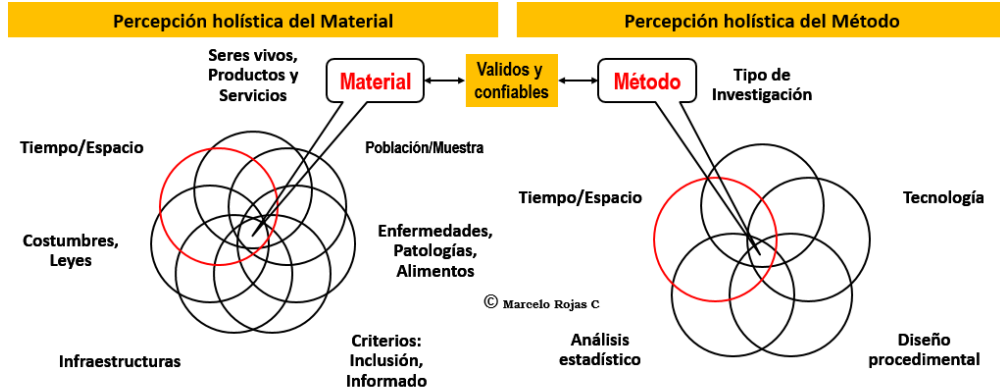 Percepción holística del Material
Percepción holística del Método
Seres vivos,
Productos y
Servicios
Material
Validos y
confiables
Método
Tipo de
Investigación
Tiempo/Espacio
Población/Muestra
Costumbres,
Leyes
Enfermedades,
Patologías,
Alimentos
Infraestructuras
Criterios:
Inclusión,
Informado
© Marcelo Rojas C
Tiempo/Espacio
Tecnología
Análisis
estadístico
Diseño
procedimental